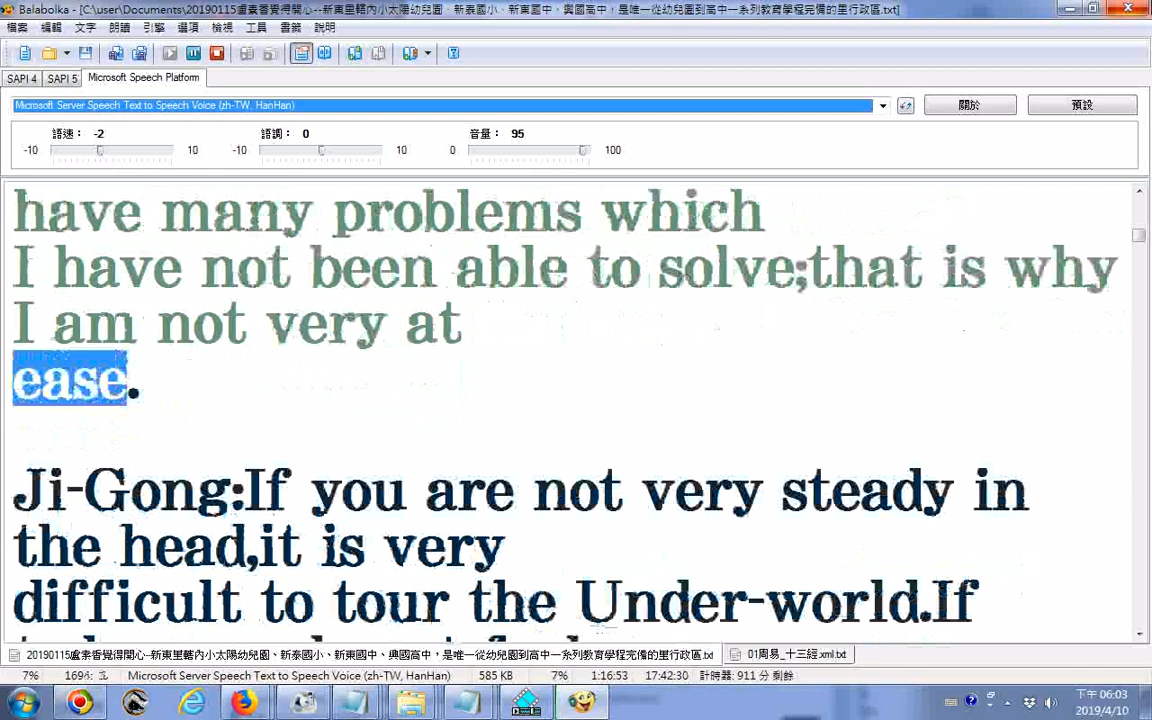 Balabolka - [C:\user\Documents\20190115盧素香覺得開心--新東里轄內小太陽幼兒園、新泰國小、新東國中、興國高中，是唯一從幼兒園到高中一系列教育學程完備的里行政區.txt]
檔案 編輯 文字 朗讀 引擎 選項 檢視 工具 書籤 說明
SAPI 4 SAPI 5 Microsoft Speech Platform
Microsoft Server Speech Text to Speech Voice (zh-TW, HanHan) 關於 預設
語速： -2 語調： 0 音量： 95
-10 10 -10 10 0 100
have many problems which
I have not been able to solve;that is why
I am not very at
ease.
Ji-Gong:If you are not very steady in
the head,it is very
difficult to tour the Under-world.If
20190115盧素香覺得開心--新東里轄內小太陽幼兒園、新泰國小、新東國中、興國高中，是唯一從幼兒園到高中一系列教育學程完備的里行政區.txt 01周易_十三經.xml.txt
7% 169%: Microsoft Server Speech Text to Speech Voice (zh-TW, HanHan) 585 KB 7% 1:16:53 17:42:30 計時器: 911 分 剩餘
下午 06:03
2019/4/10